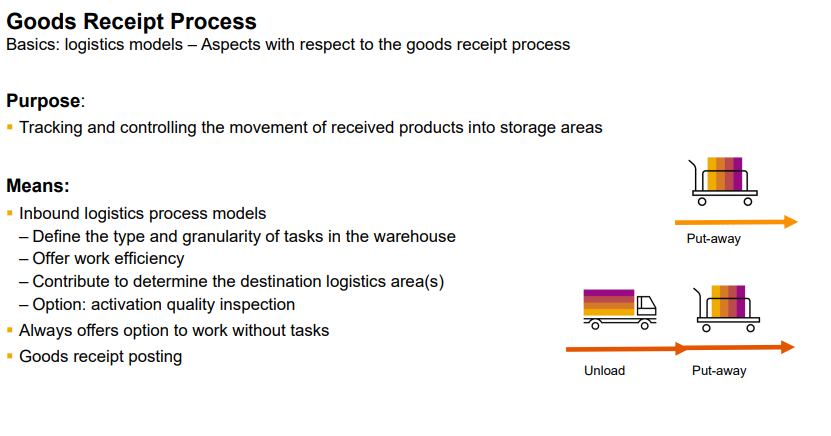 Goods Receipt Process
Basics: logistics models – Aspects with respect to the goods receipt process
Purpose:
▪ Tracking and controlling the movement of received products into storage areas
Means:
▪ Inbound logistics process models
– Define the type and granularity of tasks in the warehouse
– Offer work efficiency
– Contribute to determine the destination logistics area(s)
– Option: activation quality inspection
▪ Always offers option to work without tasks
▪ Goods receipt posting
Put-away
Unload
Put-away